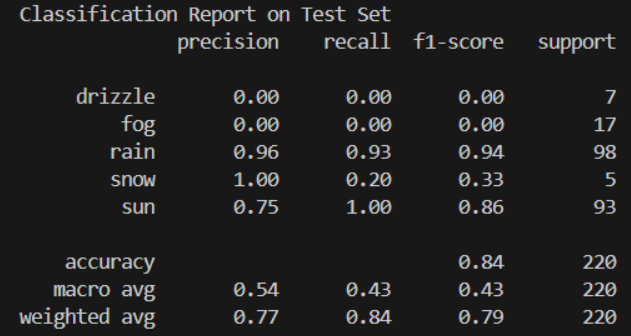 Classification Report on Test Set
precision recall f1-score support
drizzle 0.00 0.00 0.00 7
fog 0.00 0.00 0.00 17
rain 0.96 0.93 0.94 98
snow 1.00 0.20 0.33 5
sun 0.75 1.00 0.86 93
accuracy 0.84 220
macro avg 0.54 0.43 0.43 220
weighted avg 0.77 0.84 0.79 220